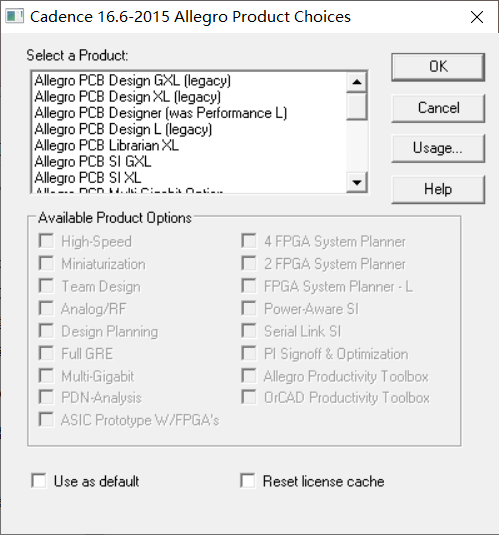 Cadence 16.6-2015 Allegro Product Choices
Select a Product:
Allegro PCB Design GXL (legacy)
Allegro PCB Design XL (legacy)
Allegro PCB Designer (was Performance L)
Allegro PCB Design L (legacy)
Allegro PCB Librarian XL
Allegro PCB SI GXL
Allegro PCB SI XL
Allegro PCB Multi-Gigabit Option
OK
Cancel
Usage...
Help
Available Product Options
High-Speed
Miniaturization
Team Design
Analog/RF
Design Planning
Full GRE
Multi-Gigabit
PDN-Analysis
ASIC Prototype W/FPGA's
4 FPGA System Planner
2 FPGA System Planner
FPGA System Planner - L
Power-Aware SI
Serial Link SI
PI Signoff & Optimization
Allegro Productivity Toolbox
OrCAD Productivity Toolbox
Use as default
Reset license cache